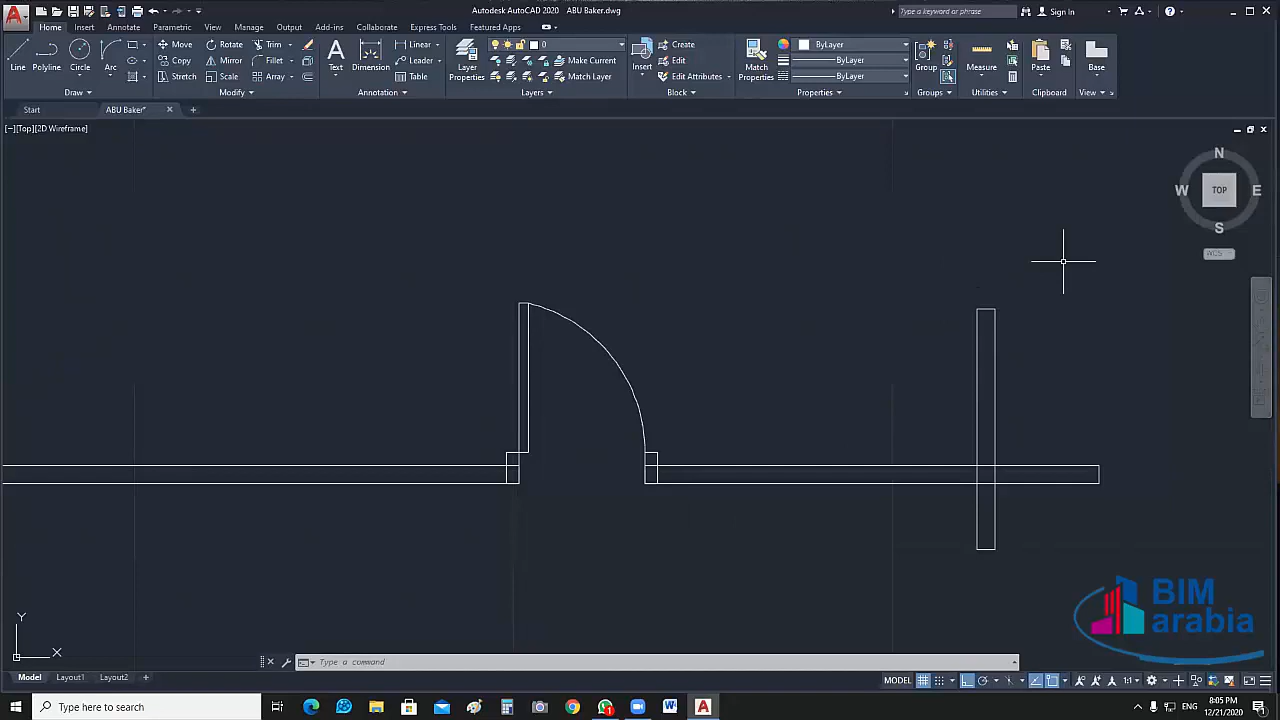 Autodesk AutoCAD 2020 ABU Baker.dwg
Type a keyword or phrase
Sign In
Home Insert Annotate Parametric View Manage Output Add-ins Collaborate Express Tools Featured Apps
Line Polyline Circle Arc
Move Rotate Trim
Copy Mirror Fillet
Stretch Scale Array
Text Dimension
Linear
Leader
Table
Layer Properties
0
Make Current
Match Layer
Insert
Create
Edit
Edit Attributes
Match Properties
ByLayer
ByLayer
ByLayer
Group Measure Paste Base
Draw Modify Annotation Layers Block Properties Groups Utilities Clipboard View
Start ABU Baker*
[−][Top][2D Wireframe]
N
W TOP E
S
WCS
Y
X
BIM
arabia
Type a command
Model Layout1 Layout2 +
MODEL 1:1
Type here to search
8:05 PM
12/21/2020